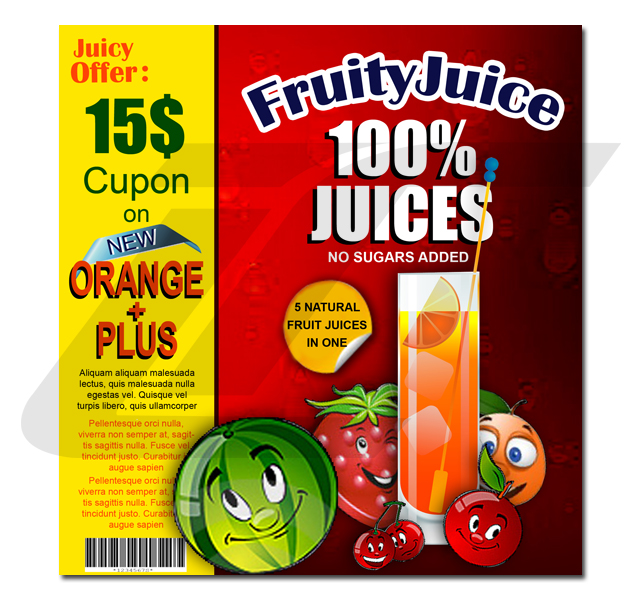 Juicy
Offer:
15$
Cupon
on
NEW
ORANGE
+
PLUS
Aliquam aliquam malesuada
lectus, quis malesuada nulla
egestas vel. Quisque vel
turpis libero, quis ullamcorper
Pellentesque orci nulla,
viverra non semper at, sagit-
tis sagittis nulla. Fusce vel
tincidunt justo. Curabitur
augue sapien
Pellentesque orci nulla,
viverra non semper at,
tis sagittis nulla. Fusce
tincidunt justo. Curabitur
augue sapien
*12345678*
FruityJuice
100%
JUICES
NO SUGARS ADDED
5 NATURAL
FRUIT JUICES
IN ONE